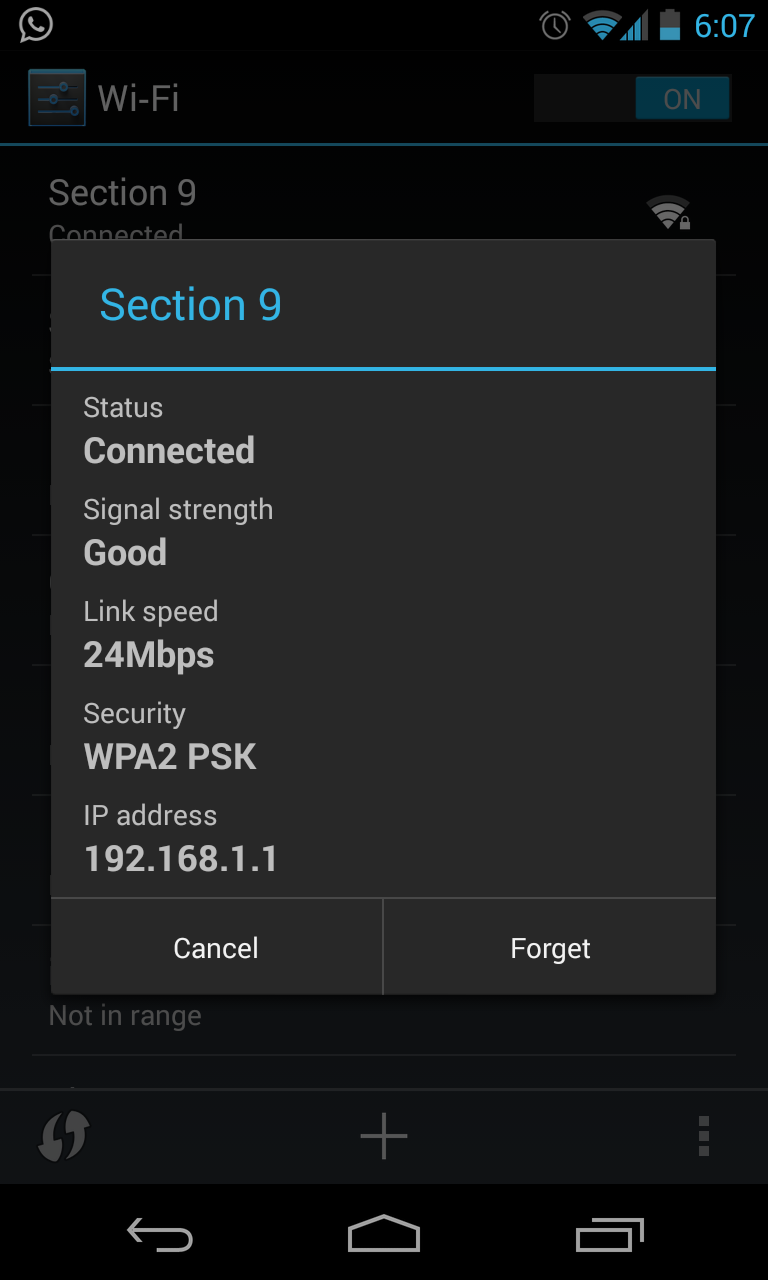 6:07
Wi-Fi
ON
Section 9
Connected
Section 9
Status
Connected
Signal strength
Good
Link speed
24Mbps
Security
WPA2 PSK
IP address
192.168.1.1
Cancel
Forget
Not in range